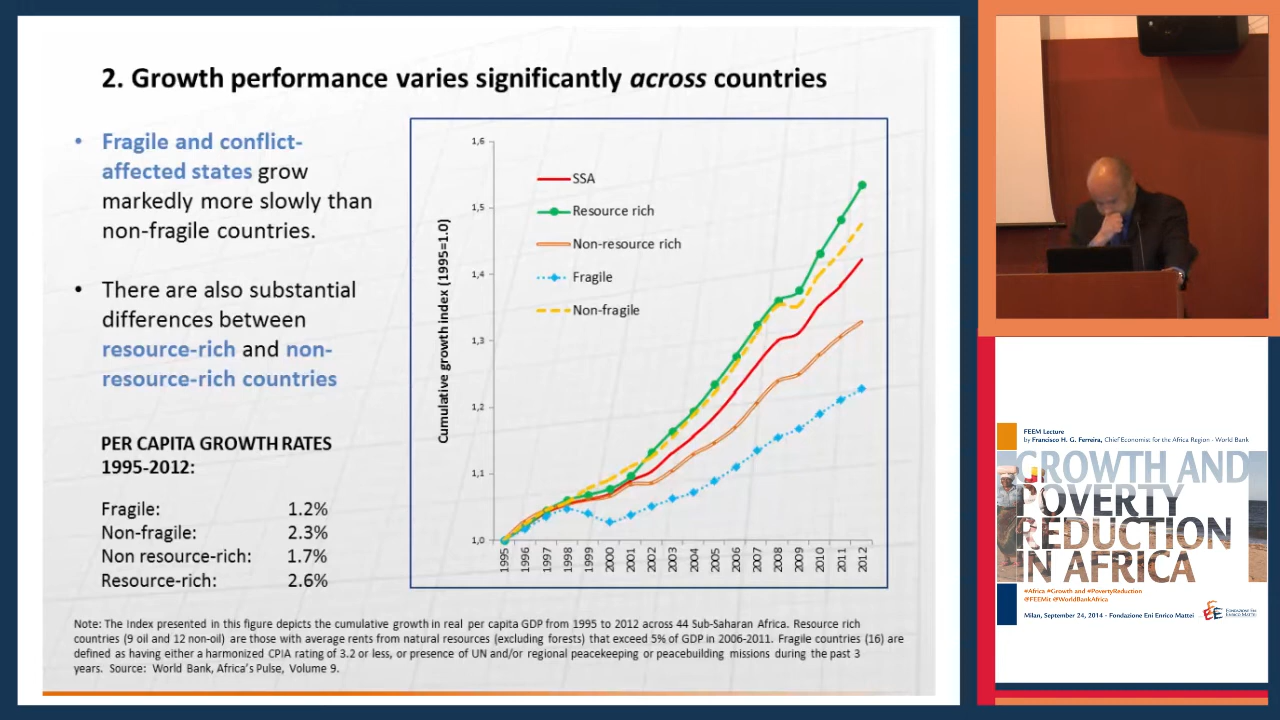 2. Growth performance varies significantly across countries
• Fragile and conflict-
affected states grow
markedly more slowly than
non-fragile countries.
• There are also substantial
differences between
resource-rich and non-
resource-rich countries
PER CAPITA GROWTH RATES
1995-2012:
Fragile: 1.2%
Non-fragile: 2.3%
Non resource-rich: 1.7%
Resource-rich: 2.6%
Cumulative growth index (1995=1.0)
1,6
1,5
1,4
1,3
1,2
1,1
1,0
SSA
Resource rich
Non-resource rich
Fragile
Non-fragile
1995 1996 1997 1998 1999 2000 2001 2002 2003 2004 2005 2006 2007 2008 2009 2010 2011 2012
Note: The Index presented in this figure depicts the cumulative growth in real per capita GDP from 1995 to 2012 across 44 Sub-Saharan Africa. Resource rich
countries (9 oil and 12 non-oil) are those with average rents from natural resources (excluding forests) that exceed 5% of GDP in 2006-2011. Fragile countries (16) are
defined as having either a harmonized CPIA rating of 3.2 or less, or presence of UN and/or regional peacekeeping or peacebuilding missions during the past 3
years. Source: World Bank, Africa's Pulse, Volume 9.
FEEM Lecture
by Francisco H. G. Ferreira, Chief Economist for the Africa Region - World Bank
GROWTH AND
POVERTY
REDUCTION
IN AFRICA
#Africa #Growth and #PovertyReduction
@FEEMit @WorldBankAfrica
Milan, September 24, 2014 - Fondazione Eni Enrico Mattei
FONDAZIONE ENI
ENRICO MATTEI